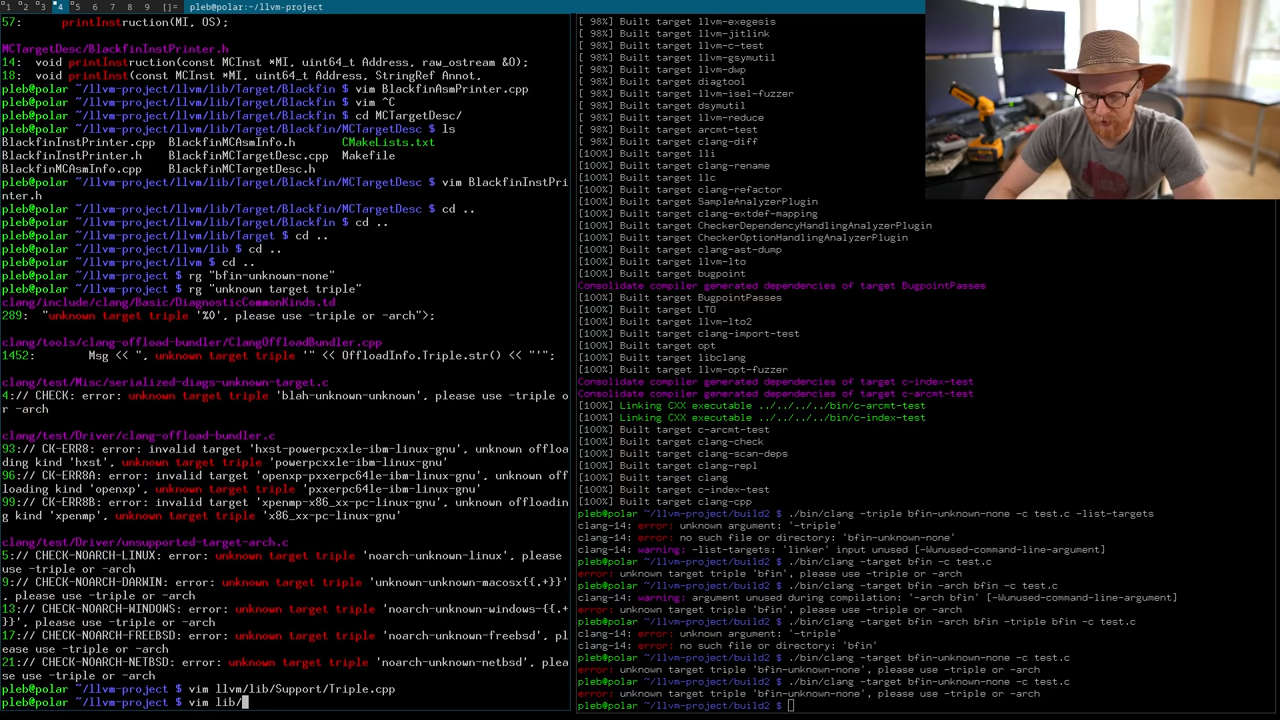 1 2 3 4 5 6 7 8 9 []= pleb@polar:~/llvm-project
57:     printInstruction(MI, OS);
MCTargetDesc/BlackfinInstPrinter.h
14:  void printInstruction(const MCInst *MI, uint64_t Address, raw_ostream &O);
18:  void printInst(const MCInst *MI, uint64_t Address, StringRef Annot,
pleb@polar ~/llvm-project/llvm/lib/Target/Blackfin $ vim BlackfinAsmPrinter.cpp
pleb@polar ~/llvm-project/llvm/lib/Target/Blackfin $ vim ^C
pleb@polar ~/llvm-project/llvm/lib/Target/Blackfin $ cd MCTargetDesc/
pleb@polar ~/llvm-project/llvm/lib/Target/Blackfin/MCTargetDesc $ ls
BlackfinInstPrinter.cpp  BlackfinMCAsmInfo.h       CMakeLists.txt
BlackfinInstPrinter.h    BlackfinMCTargetDesc.cpp  Makefile
BlackfinMCAsmInfo.cpp    BlackfinMCTargetDesc.h
pleb@polar ~/llvm-project/llvm/lib/Target/Blackfin/MCTargetDesc $ vim BlackfinInstPri
nter.h
pleb@polar ~/llvm-project/llvm/lib/Target/Blackfin/MCTargetDesc $ cd ..
pleb@polar ~/llvm-project/llvm/lib/Target/Blackfin $ cd ..
pleb@polar ~/llvm-project/llvm/lib/Target $ cd ..
pleb@polar ~/llvm-project/llvm/lib $ cd ..
pleb@polar ~/llvm-project/llvm $ cd ..
pleb@polar ~/llvm-project $ rg "bfin-unknown-none"
pleb@polar ~/llvm-project $ rg "unknown target triple"
clang/include/clang/Basic/DiagnosticCommonKinds.td
289:  "unknown target triple '%0', please use -triple or -arch">;
clang/tools/clang-offload-bundler/ClangOffloadBundler.cpp
1452:        Msg << ", unknown target triple '" << OffloadInfo.Triple.str() << "'";
clang/test/Misc/serialized-diags-unknown-target.c
4:// CHECK: error: unknown target triple 'blah-unknown-unknown', please use -triple o
r -arch
clang/test/Driver/clang-offload-bundler.c
93:// CK-ERR8: error: invalid target 'hxst-powerpcxxle-ibm-linux-gnu', unknown offloa
ding kind 'hxst', unknown target triple 'powerpcxxle-ibm-linux-gnu'
96:// CK-ERR8A: error: invalid target 'openxp-pxxerpc64le-ibm-linux-gnu', unknown off
loading kind 'openxp', unknown target triple 'pxxerpc64le-ibm-linux-gnu'
99:// CK-ERR8B: error: invalid target 'xpenmp-x86_xx-pc-linux-gnu', unknown offloadin
g kind 'xpenmp', unknown target triple 'x86_xx-pc-linux-gnu'
clang/test/Driver/unsupported-target-arch.c
5:// CHECK-NOARCH-LINUX: error: unknown target triple 'noarch-unknown-linux', please
use -triple or -arch
9:// CHECK-NOARCH-DARWIN: error: unknown target triple 'unknown-unknown-macosx{{.+}}'
, please use -triple or -arch
13:// CHECK-NOARCH-WINDOWS: error: unknown target triple 'noarch-unknown-windows-{{.+
}}', please use -triple or -arch
17:// CHECK-NOARCH-FREEBSD: error: unknown target triple 'noarch-unknown-freebsd', pl
ease use -triple or -arch
21:// CHECK-NOARCH-NETBSD: error: unknown target triple 'noarch-unknown-netbsd', plea
se use -triple or -arch
pleb@polar ~/llvm-project $ vim llvm/lib/Support/Triple.cpp
pleb@polar ~/llvm-project $ vim lib/
[ 98%] Built target llvm-exegesis
[ 98%] Built target llvm-jitlink
[ 98%] Built target llvm-c-test
[ 98%] Built target llvm-gsymutil
[ 98%] Built target llvm-dwp
[ 98%] Built target diagtool
[ 98%] Built target llvm-isel-fuzzer
[ 98%] Built target dsymutil
[ 98%] Built target llvm-reduce
[ 98%] Built target arcmt-test
[ 98%] Built target clang-diff
[100%] Built target lli
[100%] Built target clang-rename
[100%] Built target llc
[100%] Built target clang-refactor
[100%] Built target SampleAnalyzerPlugin
[100%] Built target clang-extdef-mapping
[100%] Built target CheckerDependencyHandlingAnalyzerPlugin
[100%] Built target CheckerOptionHandlingAnalyzerPlugin
[100%] Built target clang-ast-dump
[100%] Built target llvm-lto
[100%] Built target bugpoint
Consolidate compiler generated dependencies of target BugpointPasses
[100%] Built target BugpointPasses
[100%] Built target LTO
[100%] Built target llvm-lto2
[100%] Built target clang-import-test
[100%] Built target opt
[100%] Built target libclang
[100%] Built target llvm-opt-fuzzer
Consolidate compiler generated dependencies of target c-index-test
Consolidate compiler generated dependencies of target c-arcmt-test
[100%] Linking CXX executable ../../../../bin/c-arcmt-test
[100%] Linking CXX executable ../../../../bin/c-index-test
[100%] Built target c-arcmt-test
[100%] Built target clang-check
[100%] Built target clang-scan-deps
[100%] Built target clang-repl
[100%] Built target clang
[100%] Built target c-index-test
[100%] Built target clang-cpp
pleb@polar ~/llvm-project/build2 $ ./bin/clang -triple bfin-unknown-none -c test.c -list-targets
clang-14: error: unknown argument: '-triple'
clang-14: error: no such file or directory: 'bfin-unknown-none'
clang-14: warning: -list-targets: 'linker' input unused [-Wunused-command-line-argument]
pleb@polar ~/llvm-project/build2 $ ./bin/clang -target bfin -c test.c
error: unknown target triple 'bfin', please use -triple or -arch
pleb@polar ~/llvm-project/build2 $ ./bin/clang -target bfin -arch bfin -c test.c
clang-14: warning: argument unused during compilation: '-arch bfin' [-Wunused-command-line-argument]
error: unknown target triple 'bfin', please use -triple or -arch
pleb@polar ~/llvm-project/build2 $ ./bin/clang -target bfin -arch bfin -triple bfin -c test.c
clang-14: error: unknown argument: '-triple'
clang-14: error: no such file or directory: 'bfin'
pleb@polar ~/llvm-project/build2 $ ./bin/clang -target bfin-unknown-none -c test.c
error: unknown target triple 'bfin-unknown-none', please use -triple or -arch
pleb@polar ~/llvm-project/build2 $ ./bin/clang -target bfin-unknown-none -c test.c
error: unknown target triple 'bfin-unknown-none', please use -triple or -arch
pleb@polar ~/llvm-project/build2 $